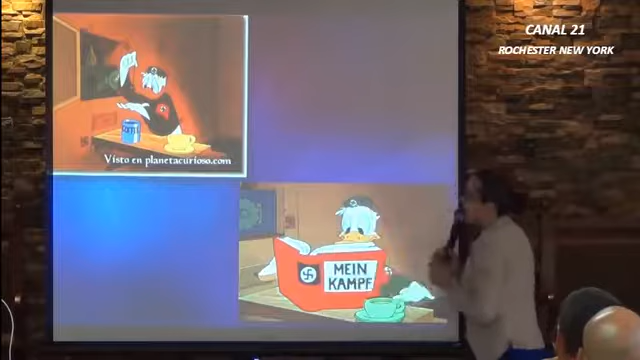 CANAL 21
ROCHESTER NEW YORK
Visto en planetacurioso.com
MEIN
KAMPF